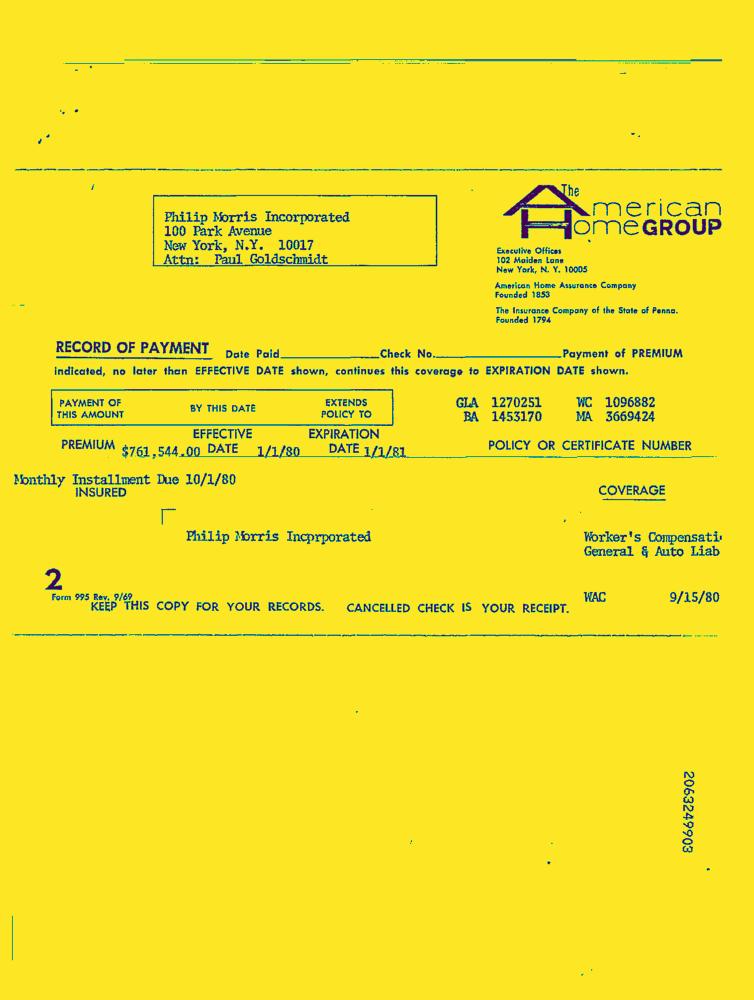 The
American
Home GROUP
Philip Morris Incorporated
100 Park Avenue
New York, N.Y. 10017
Attn: Paul Goldschmidt
Executive Offices
102 Maiden Lane
New York, N. Y. 10005
American Home Assurance Company
Founded 1853
The Insurance Company of the State of Penna.
Founded 1794
RECORD OF PAYMENT Date Paid Check No. Payment of PREMIUM
indicated, no later than EFFECTIVE DATE shown, continues this coverage to EXPIRATION DATE shown.
PAYMENT OF THIS AMOUNT BY THIS DATE EXTENDS POLICY TO
GLA 1270251 WC 1096882
BA 1453170 MA 3669424
PREMIUM $761,544.00 EFFECTIVE DATE 1/1/80 EXPIRATION DATE 1/1/81 POLICY OR CERTIFICATE NUMBER
Monthly Installment Due 10/1/80
INSURED COVERAGE
Philip Morris Incprporated Worker's Compensati
General & Auto Liab
2
Form 995 Rev. 9/69 WAC 9/15/80
KEEP THIS COPY FOR YOUR RECORDS. CANCELLED CHECK IS YOUR RECEIPT.
2063249903